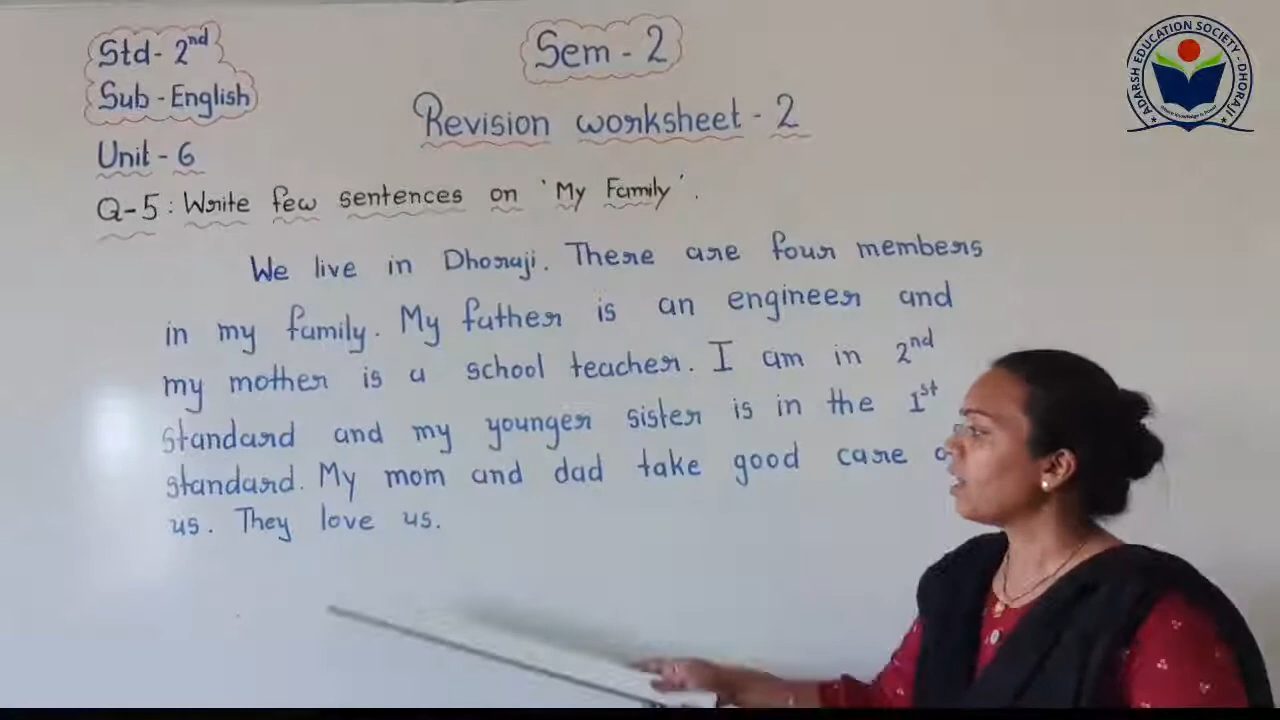 Std- 2nd
Sub-English
Unit-6
Sem-2
Revision worksheet-2
Q-5: Write few sentences on 'My Family'.
We live in Dhoraji. There are four members
in my family. My father is an engineer and
my mother is a school teacher. I am in 2nd
standard and my younger sister is in the 1st
standard. My mom and dad take good care
us. They love us.
ADARSH EDUCATION SOCIETY - DHORAJI